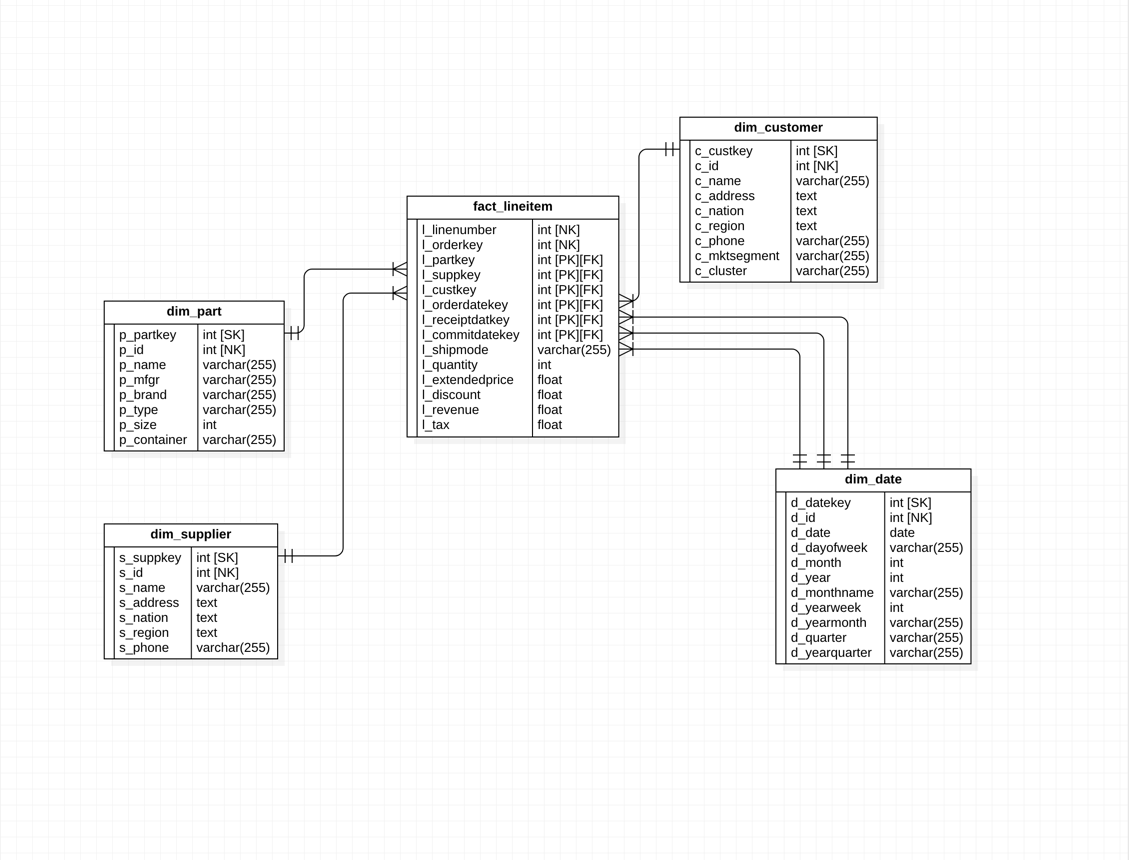 dim_customer
c_custkey int [SK]
c_id int [NK]
c_name varchar(255)
c_address text
c_nation text
c_region text
c_phone varchar(255)
c_mktsegment varchar(255)
c_cluster varchar(255)
fact_lineitem
l_linenumber int [NK]
l_orderkey int [NK]
l_partkey int [PK][FK]
l_suppkey int [PK][FK]
l_custkey int [PK][FK]
l_orderdatekey int [PK][FK]
l_receiptdatkey int [PK][FK]
l_commitdatekey int [PK][FK]
l_shipmode varchar(255)
l_quantity int
l_extendedprice float
l_discount float
l_revenue float
l_tax float
dim_part
p_partkey int [SK]
p_id int [NK]
p_name varchar(255)
p_mfgr varchar(255)
p_brand varchar(255)
p_type varchar(255)
p_size int
p_container varchar(255)
dim_supplier
s_suppkey int [SK]
s_id int [NK]
s_name varchar(255)
s_address text
s_nation text
s_region text
s_phone varchar(255)
dim_date
d_datekey int [SK]
d_id int [NK]
d_date date
d_dayofweek varchar(255)
d_month int
d_year int
d_monthname varchar(255)
d_yearweek int
d_yearmonth varchar(255)
d_quarter varchar(255)
d_yearquarter varchar(255)